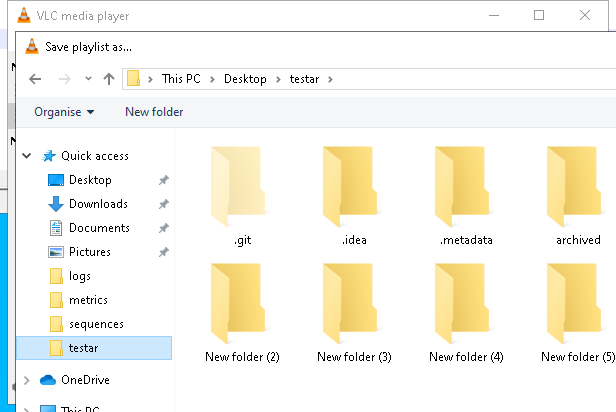 VLC media player
Save playlist as...
This PC > Desktop > testar >
Organise
New folder
Quick access
Desktop
Downloads
Documents
Pictures
logs
metrics
sequences
testar
OneDrive
This PC
.git
.idea
.metadata
archived
New folder (2)
New folder (3)
New folder (4)
New folder (5)